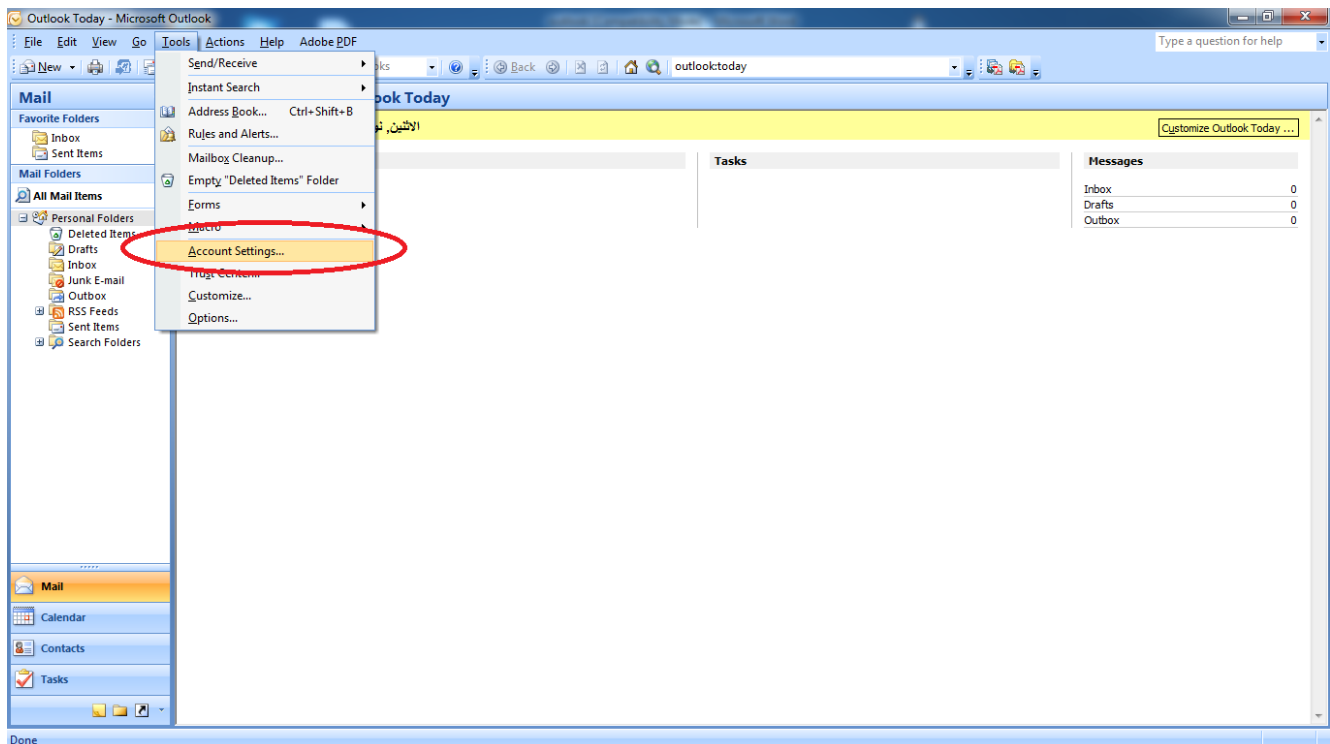 Outlook Today - Microsoft Outlook
File Edit View Go Tools Actions Help Adobe PDF Type a question for help
New Back outlook:today
Mail
ook Today
Favorite Folders
Inbox
Sent Items
Mail Folders
All Mail Items
Personal Folders
Deleted Items
Drafts
Inbox
Junk E-mail
Outbox
RSS Feeds
Sent Items
Search Folders
Send/Receive
Instant Search
Address Book... Ctrl+Shift+B
Rules and Alerts...
Mailbox Cleanup...
Empty "Deleted Items" Folder
Forms
Macro
Account Settings...
Trust Center...
Customize...
Options...
الاثنين,
Customize Outlook Today ...
Tasks
Messages
Inbox 0
Drafts 0
Outbox 0
Mail
Calendar
Contacts
Tasks
Done